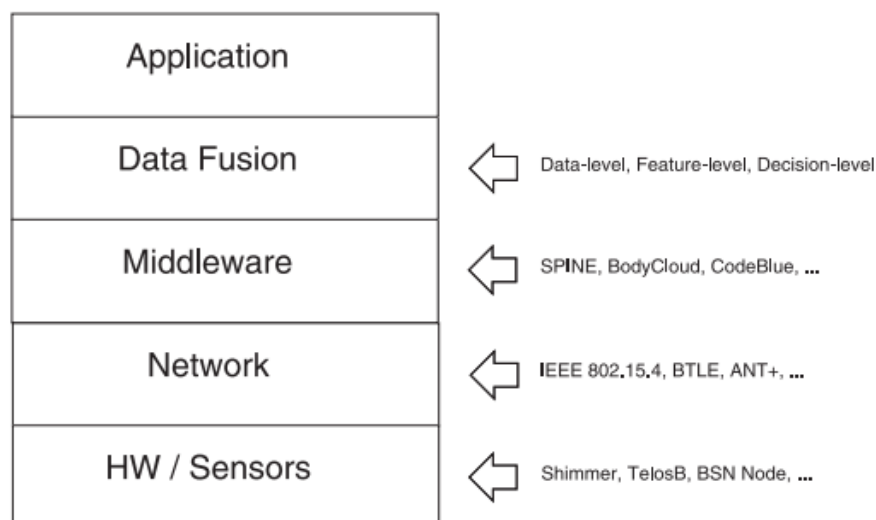 Application
Data Fusion
Data-level, Feature-level, Decision-level
Middleware
SPINE, BodyCloud, CodeBlue, ...
Network
IEEE 802.15.4, BTLE, ANT+, ...
HW / Sensors
Shimmer, TelosB, BSN Node, ...